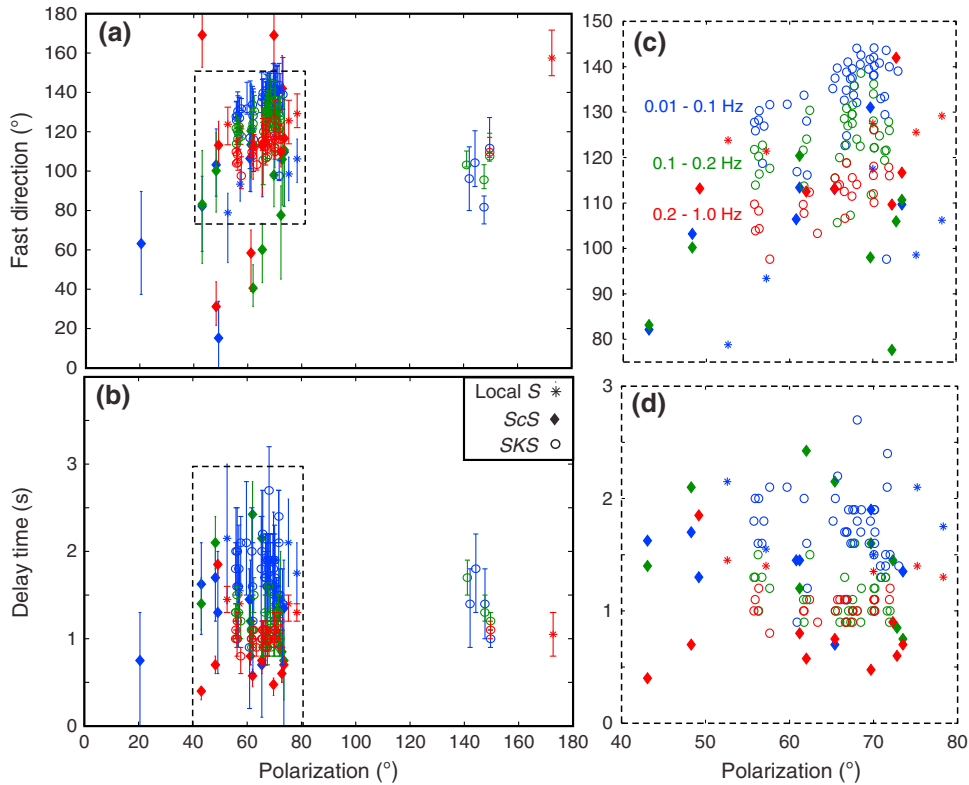 (a)
Fast direction (°)
180
160
140
120
100
80
60
40
20
0
(c)
150
140
130
120
110
100
90
80
0.01 - 0.1 Hz
0.1 - 0.2 Hz
0.2 - 1.0 Hz
(b)
Delay time (s)
3
2
1
0
Local S
ScS
SKS
0
20
40
60
80
100
120
140
160
180
Polarization (°)
(d)
3
2
1
0
40
50
60
70
80
Polarization (°)